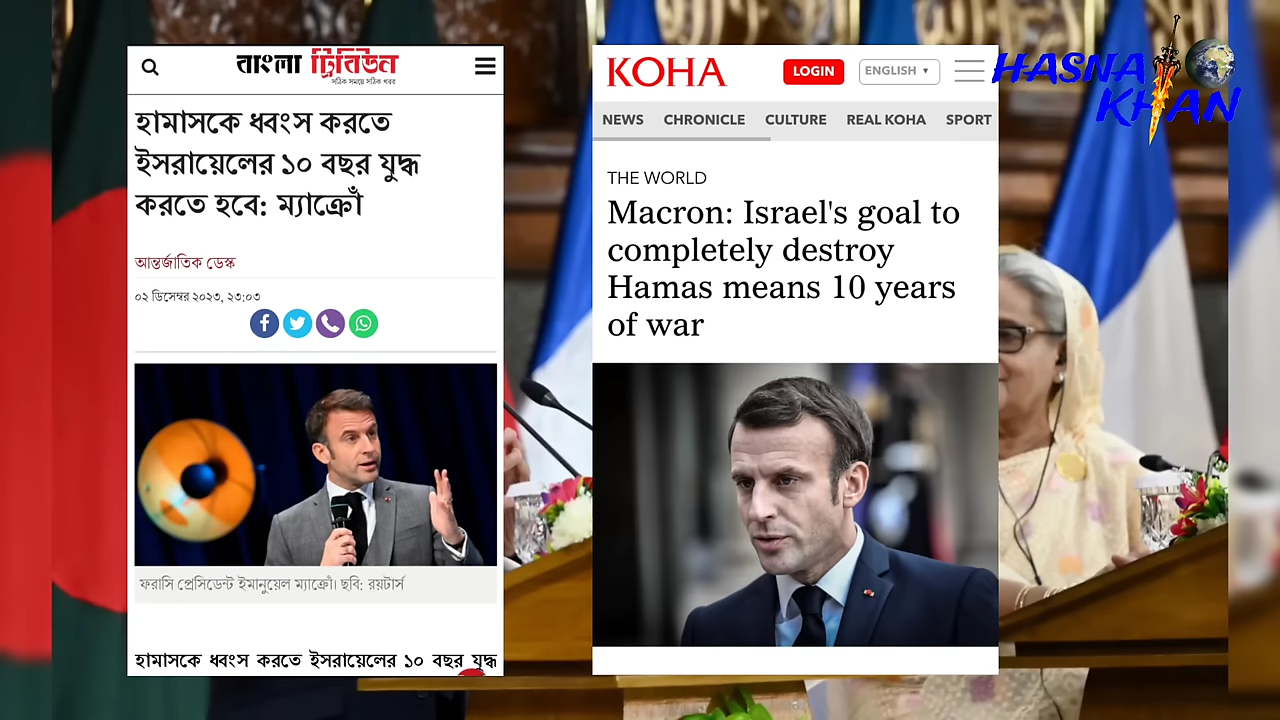 বাংলা ট্রিবিউন
সঠিক সময়ে সঠিক খবর
হামাসকে ধ্বংস করতে
ইসরায়েলের ১০ বছর যুদ্ধ
করতে হবে: ম্যাক্রোঁ
আন্তর্জাতিক ডেস্ক
০২ ডিসেম্বর ২০২৩, ২৩:০৩
ফরাসি প্রেসিডেন্ট ইমানুয়েল ম্যাক্রোঁ। ছবি: রয়টার্স
হামাসকে ধ্বংস করতে ইসরায়েলের ১০ বছর যুদ্ধ
KOHA
LOGIN
ENGLISH
NEWS CHRONICLE CULTURE REAL KOHA SPORT
THE WORLD
Macron: Israel's goal to
completely destroy
Hamas means 10 years
of war
HASNA
KHAN